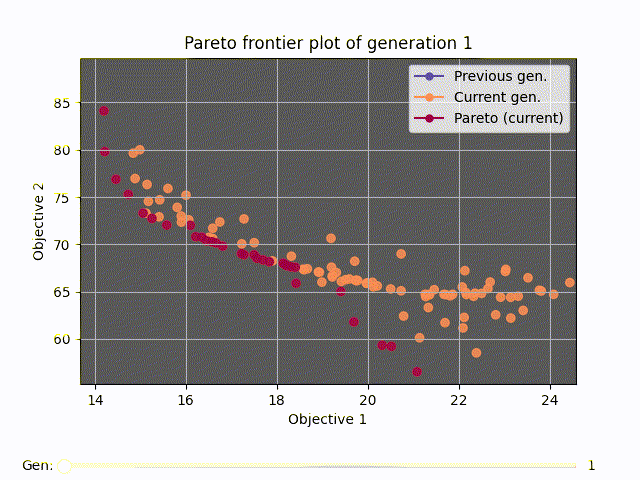 Pareto frontier plot of generation 1
Previous gen.
Current gen.
Pareto (current)
Objective 2
85
80
75
70
65
60
14 16 18 20 22 24
Objective 1
Gen: 1